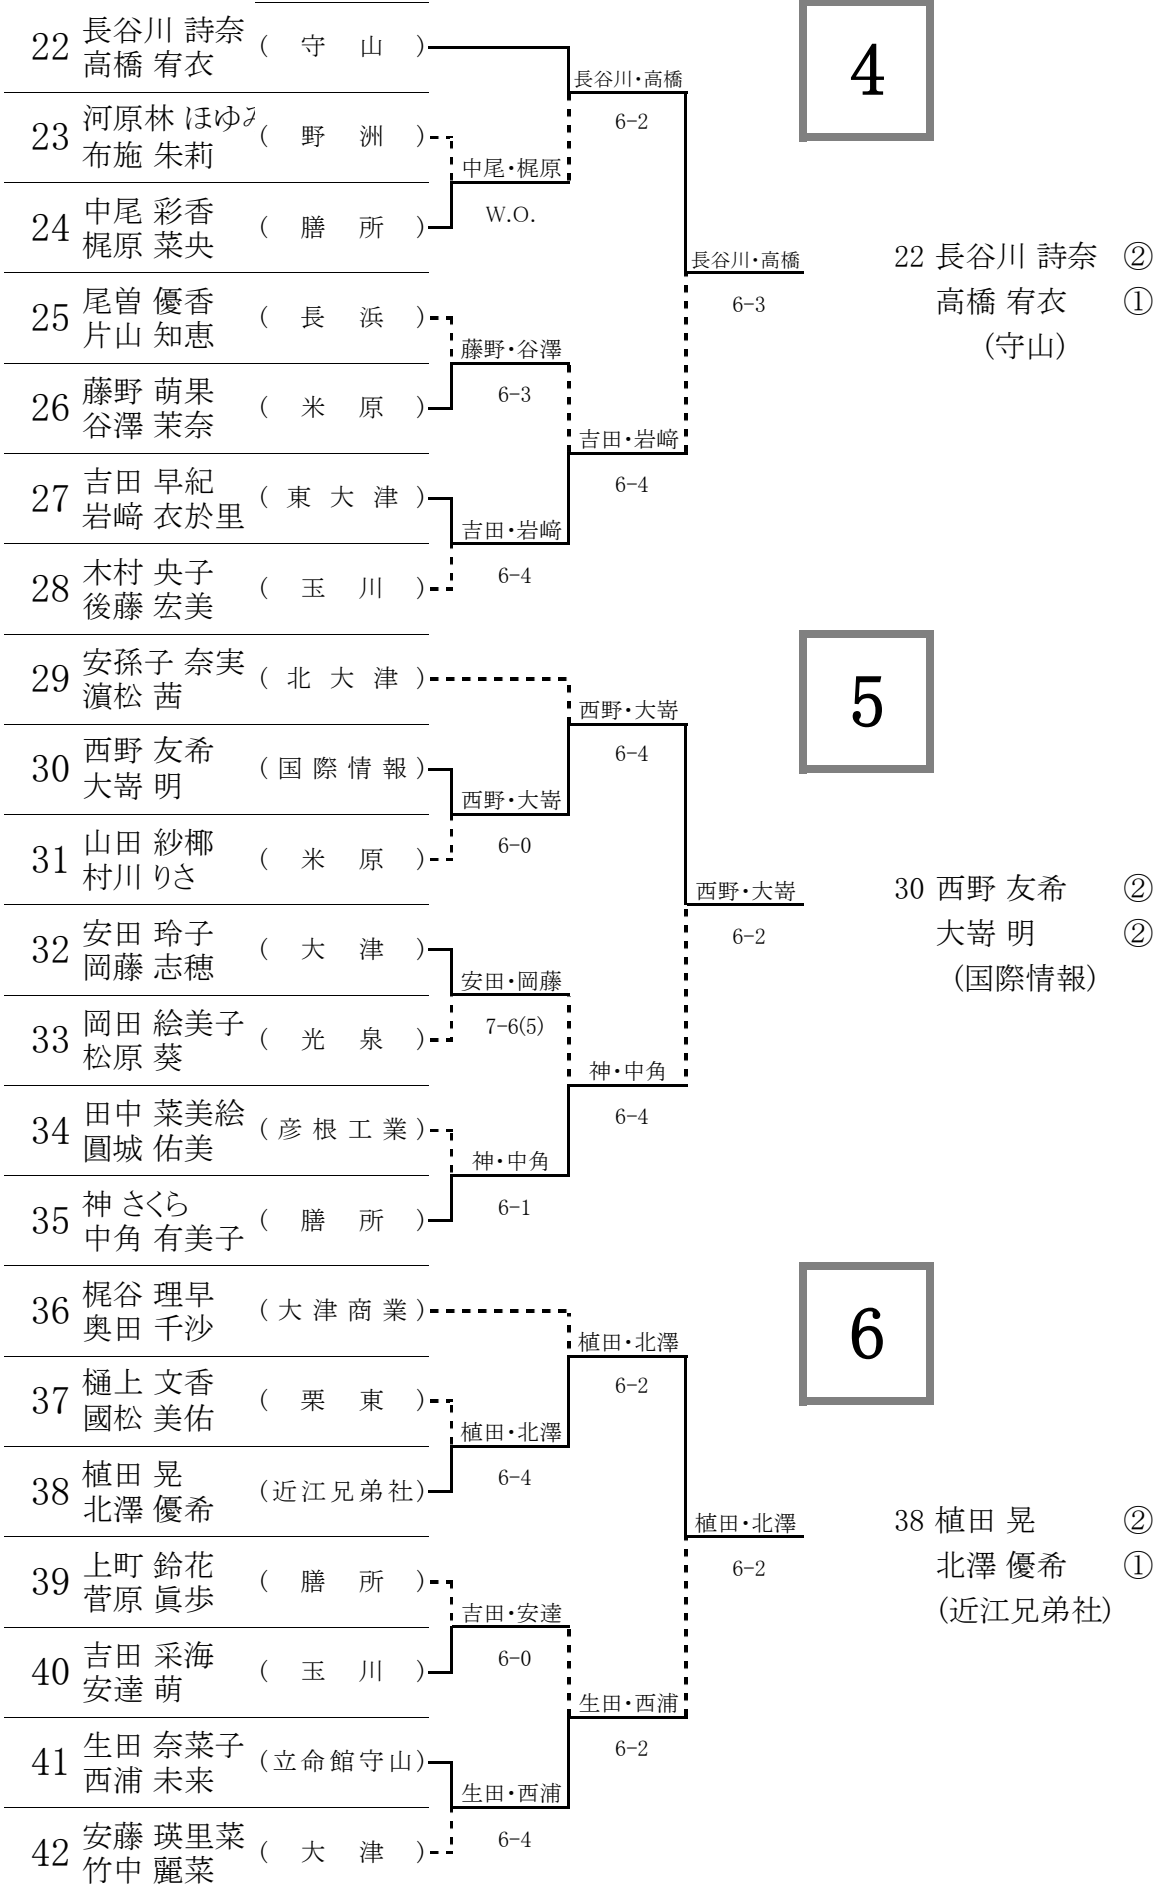 22 長谷川 詩奈 ( 守 山 )
高橋 宥衣
23 河原林 ほゆみ ( 野 洲 )
布施 朱莉
24 中尾 彩香 ( 膳 所 )
梶原 菜央
25 尾曽 優香 ( 長 浜 )
片山 知恵
26 藤野 萌果 ( 米 原 )
谷澤 茉奈
27 吉田 早紀 ( 東 大 津 )
岩﨑 衣於里
28 木村 央子 ( 玉 川 )
後藤 宏美
長谷川・高橋
6-2
中尾・梶原
W.O.
藤野・谷澤
6-3
吉田・岩﨑
6-4
吉田・岩﨑
6-4
長谷川・高橋
6-3
4
22 長谷川 詩奈 ②
高橋 宥衣 ①
(守山)
29 安孫子 奈実 ( 北 大 津 )
濵松 茜
30 西野 友希 ( 国 際 情 報 )
大嵜 明
31 山田 紗椰 ( 米 原 )
村川 りさ
32 安田 玲子 ( 大 津 )
岡藤 志穂
33 岡田 絵美子 ( 光 泉 )
松原 葵
34 田中 菜美絵 ( 彦 根 工 業 )
圓城 佑美
35 神 さくら ( 膳 所 )
中角 有美子
西野・大嵜
6-4
西野・大嵜
6-0
安田・岡藤
7-6(5)
神・中角
6-4
神・中角
6-1
西野・大嵜
6-2
5
30 西野 友希 ②
大嵜 明 ②
(国際情報)
36 梶谷 理早 ( 大 津 商 業 )
奥田 千沙
37 樋上 文香 ( 栗 東 )
國松 美佑
38 植田 晃 (近江兄弟社)
北澤 優希
39 上町 鈴花 ( 膳 所 )
菅原 眞歩
40 吉田 采海 ( 玉 川 )
安達 萌
41 生田 奈菜子 (立命館守山)
西浦 未来
42 安藤 瑛里菜 ( 大 津 )
竹中 麗菜
植田・北澤
6-2
植田・北澤
6-4
吉田・安達
6-0
生田・西浦
6-2
生田・西浦
6-4
植田・北澤
6-2
6
38 植田 晃 ②
北澤 優希 ①
(近江兄弟社)